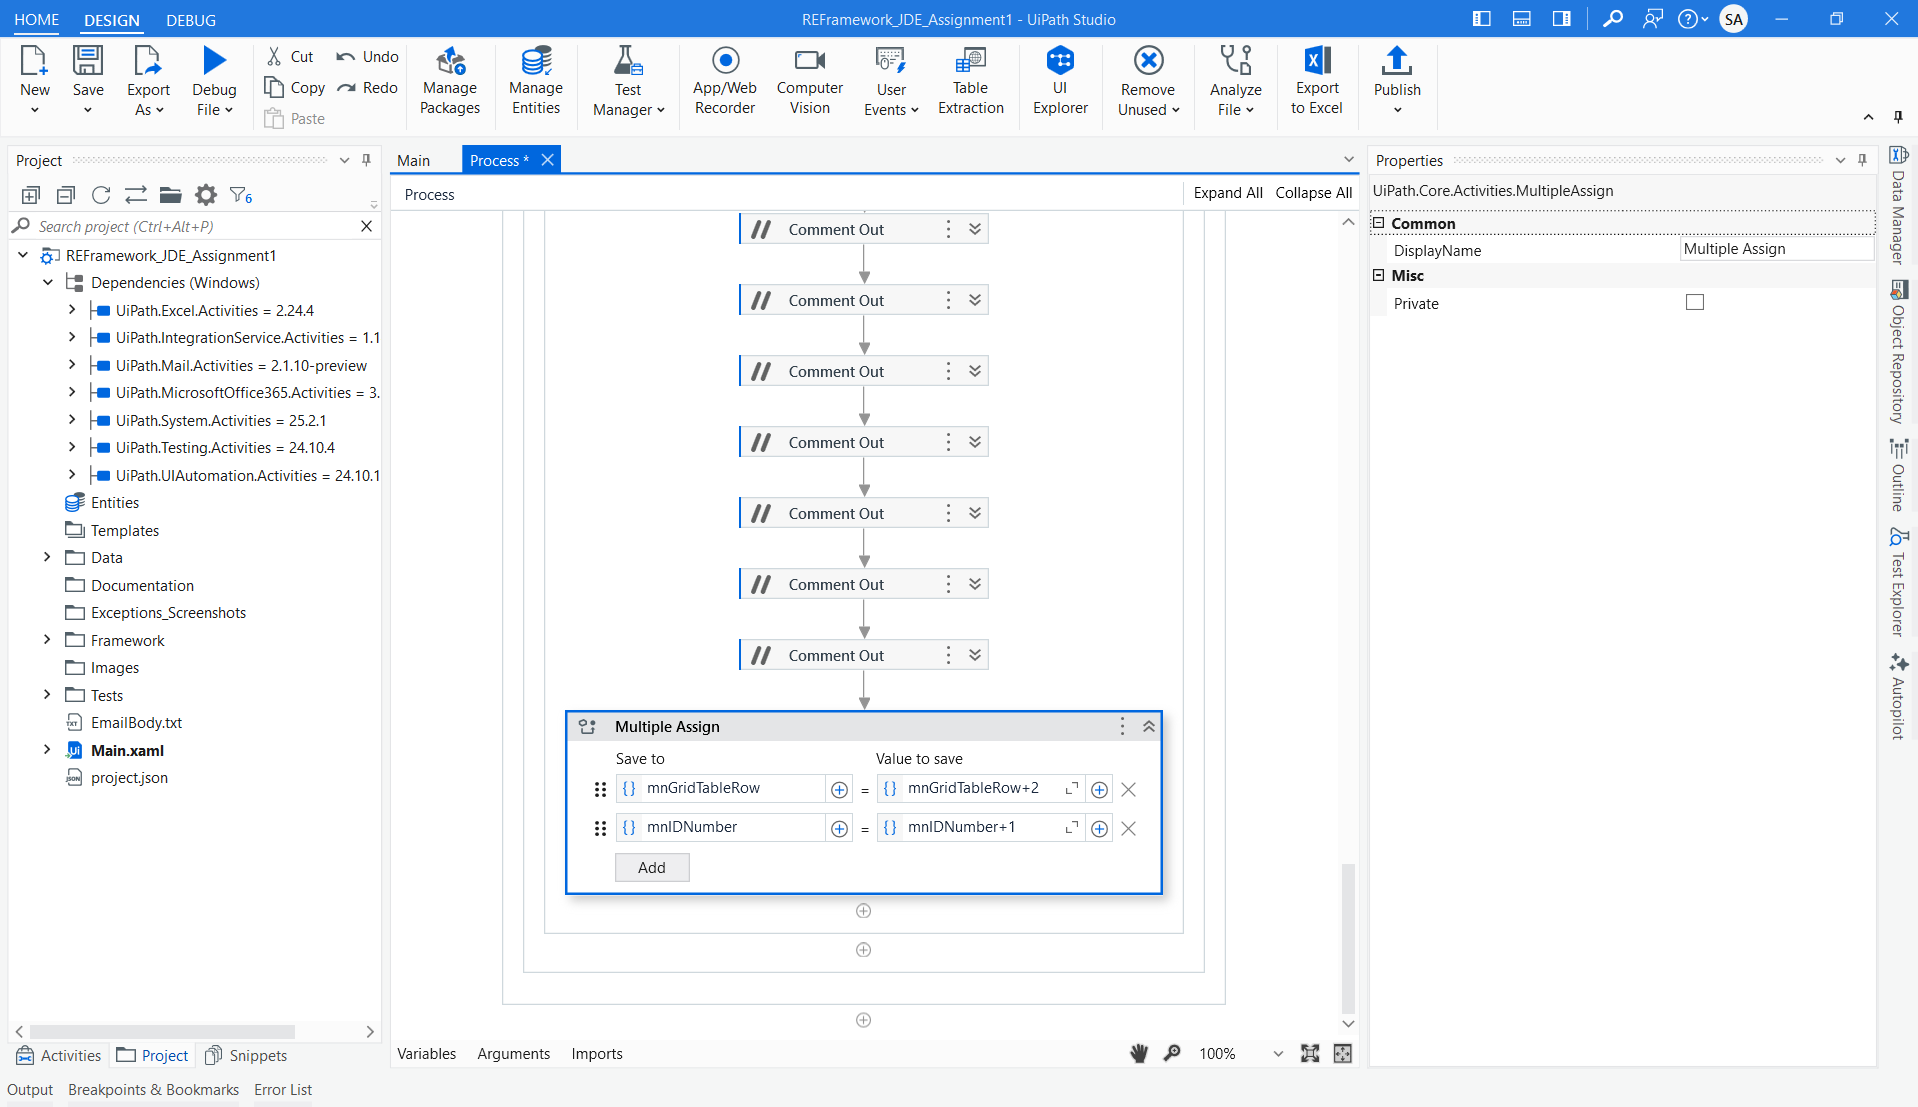 HOME DESIGN DEBUG REFramework_JDE_Assignment1 - UiPath Studio SA
New
Save
Export As
Debug File
Cut
Copy
Paste
Undo
Redo
Manage Packages
Manage Entities
Test Manager
App/Web Recorder
Computer Vision
User Events
Table Extraction
UI Explorer
Remove Unused
Analyze File
Export to Excel
Publish
Project
6
Search project (Ctrl+Alt+P)
REFramework_JDE_Assignment1
Dependencies (Windows)
UiPath.Excel.Activities = 2.24.4
UiPath.IntegrationService.Activities = 1.1
UiPath.Mail.Activities = 2.1.10-preview
UiPath.MicrosoftOffice365.Activities = 3.
UiPath.System.Activities = 25.2.1
UiPath.Testing.Activities = 24.10.4
UiPath.UIAutomation.Activities = 24.10.1
Entities
Templates
Data
Documentation
Exceptions_Screenshots
Framework
Images
Tests
EmailBody.txt
Main.xaml
project.json
Activities Project Snippets
Output Breakpoints & Bookmarks Error List
Main Process *
Process Expand All Collapse All
Comment Out
Comment Out
Comment Out
Comment Out
Comment Out
Comment Out
Comment Out
Multiple Assign
Save to Value to save
mnGridTableRow = mnGridTableRow+2
mnIDNumber = mnIDNumber+1
Add
Variables Arguments Imports 100%
Properties
UiPath.Core.Activities.MultipleAssign
Common
DisplayName Multiple Assign
Misc
Private
Data Manager
Object Repository
Outline
Test Explorer
Autopilot